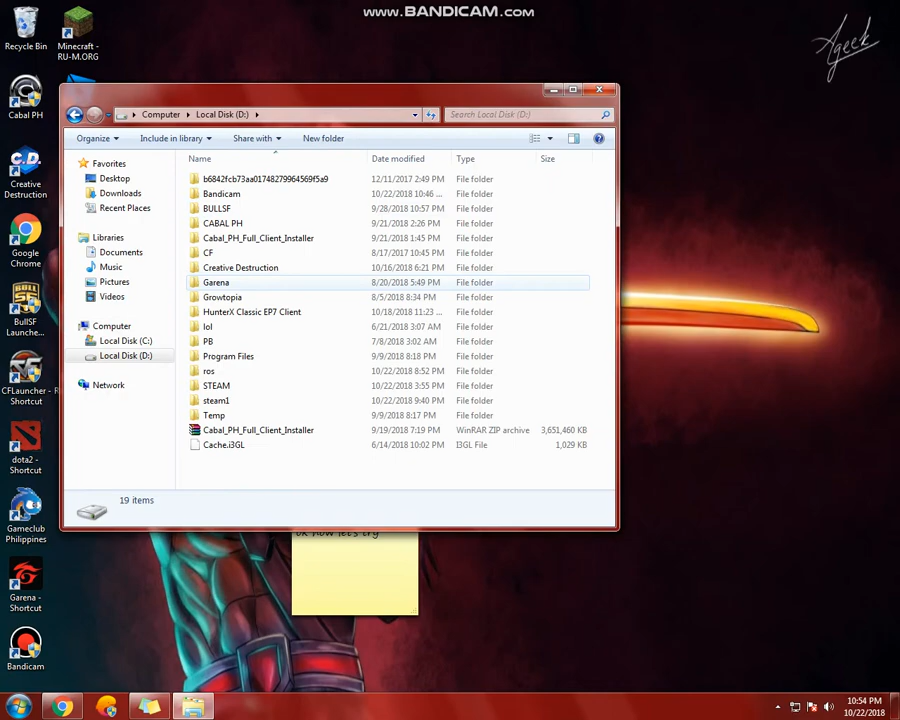 www.BANDICAM.com
Ageek
Recycle Bin
Minecraft -
RU-M.ORG
Cabal PH
Creative
Destruction
Google
Chrome
BullSF
Launche...
CFLauncher -
Shortcut
dota2 -
Shortcut
Gameclub
Philippines
Garena -
Shortcut
Bandicam
Computer
Local Disk (D:)
Search Local Disk (D:)
Organize
Include in library
Share with
New folder
Favorites
Desktop
Downloads
Recent Places
Libraries
Documents
Music
Pictures
Videos
Computer
Local Disk (C:)
Local Disk (D:)
Network
Name Date modified Type Size
b6842fcb73aa01748279964569f5a9 12/11/2017 2:49 PM File folder
Bandicam 10/22/2018 10:46 ... File folder
BULLSF 9/28/2018 10:57 PM File folder
CABAL PH 9/21/2018 2:26 PM File folder
Cabal_PH_Full_Client_Installer 9/21/2018 1:45 PM File folder
CF 8/17/2017 10:45 PM File folder
Creative Destruction 10/16/2018 6:21 PM File folder
Garena 8/20/2018 5:49 PM File folder
Growtopia 8/5/2018 8:34 PM File folder
HunterX Classic EP7 Client 10/18/2018 11:23 ... File folder
lol 6/21/2018 3:07 AM File folder
PB 7/8/2018 3:02 AM File folder
Program Files 9/9/2018 8:18 PM File folder
ros 10/22/2018 8:52 PM File folder
STEAM 10/22/2018 3:55 PM File folder
steam1 10/22/2018 9:40 PM File folder
Temp 9/9/2018 8:17 PM File folder
Cabal_PH_Full_Client_Installer 9/19/2018 7:19 PM WinRAR ZIP archive 3,651,460 KB
Cache.i3GL 6/14/2018 10:02 PM I3GL File 1,029 KB
19 items
ok now let's try
10:54 PM
10/22/2018